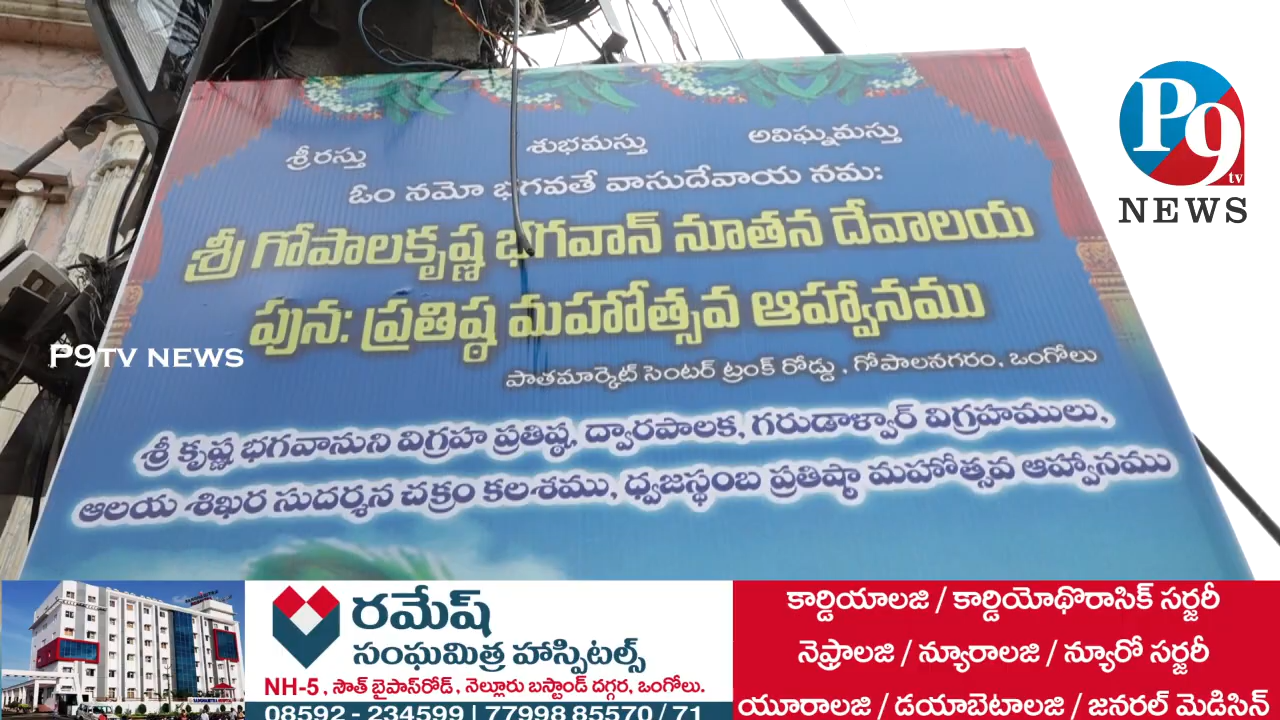 శ్రీరస్తు
శుభమస్తు
అవిఘ్నమస్తు
ఓం నమో భగవతే వాసుదేవాయ నమః
శ్రీ గోపాలకృష్ణ భగవాన్ నూతన దేవాలయ
పునః ప్రతిష్ఠ మహోత్సవ ఆహ్వానము
పాతమార్కెట్ సెంటర్ ట్రంక్ రోడ్డు, గోపాలనగరం, ఒంగోలు
శ్రీ కృష్ణ భగవానుని విగ్రహ ప్రతిష్ఠ, ద్వారపాలక, గరుడాళ్వార్ విగ్రహములు,
ఆలయ శిఖర సుదర్శన చక్రం కలశము, ధ్వజస్థంబ ప్రతిష్ఠా మహోత్సవ ఆహ్వానము
P9
tv
NEWS
P9TV NEWS
రమేష్
సంఘమిత్ర హాస్పిటల్స్
NH-5, సౌత్ బైపాస్‌రోడ్, నెల్లూరు బస్టాండ్ దగ్గర, ఒంగోలు.
08592 - 234599 | 77998 85570 / 71
కార్డియాలజి / కార్డియోథొరాసిక్ సర్జరీ
నెఫ్రాలజి / న్యూరాలజి / న్యూరో సర్జరీ
యూరాలజి / డయాబెటాలజి / జనరల్ మెడిసిన్